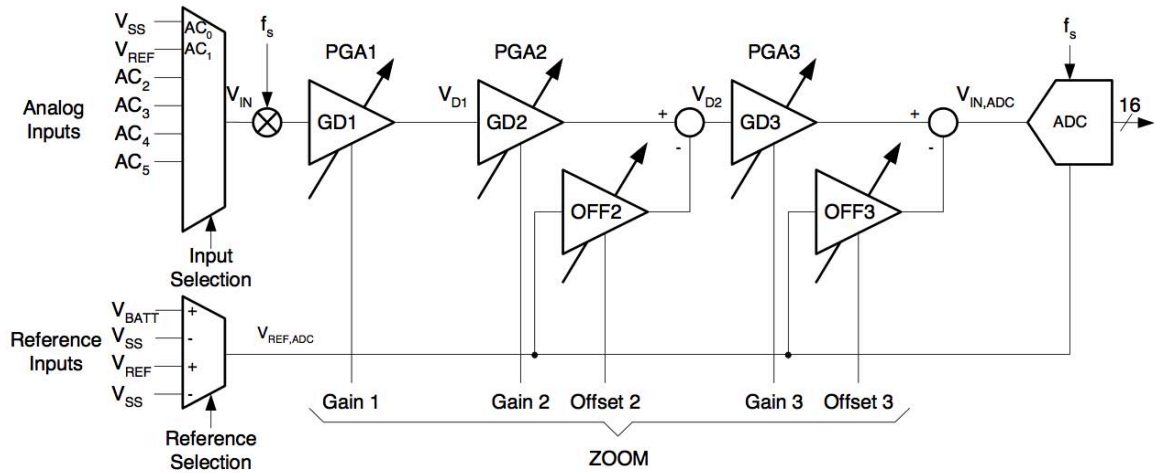 V_SS
AC_0
f_s
f_s
V_REF
AC_1
PGA1
PGA2
PGA3
AC_2
Analog
Inputs
AC_3
V_IN
V_D1
V_D2
V_IN,ADC
16
GD1
GD2
+
-
GD3
+
-
ADC
AC_4
AC_5
OFF2
OFF3
Input
Selection
V_BATT
+
Reference
Inputs
V_SS
-
V_REF,ADC
V_REF
+
V_SS
-
Gain 1
Gain 2
Offset 2
Gain 3
Offset 3
Reference
Selection
ZOOM